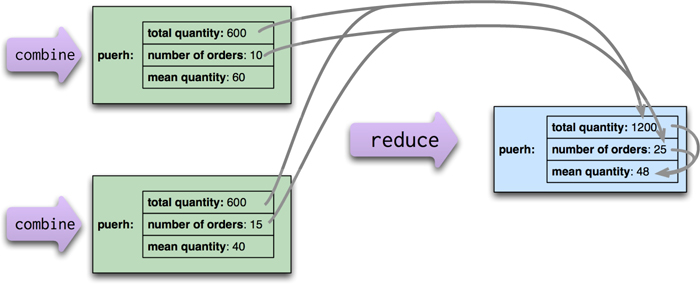 combine
puerh:
total quantity: 600
number of orders: 10
mean quantity: 60
reduce
puerh:
total quantity: 1200
number of orders: 25
mean quantity: 48
combine
puerh:
total quantity: 600
number of orders: 15
mean quantity: 40